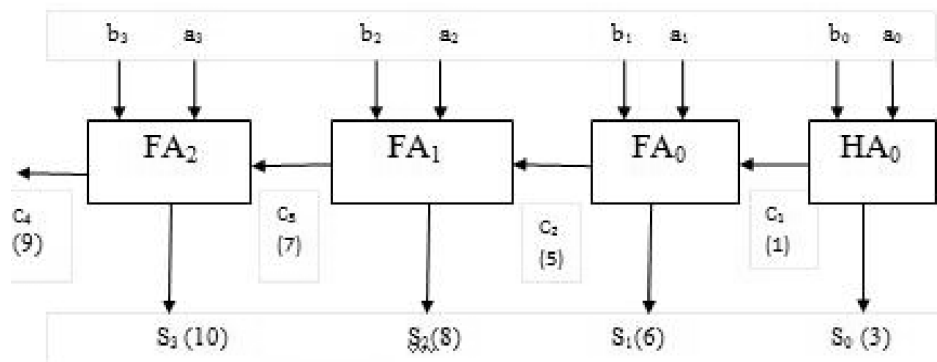 b₃ a₃ b₂ a₂ b₁ a₁ b₀ a₀
FA₂ FA₁ FA₀ HA₀
C₄ C₃ C₂ C₁
(9) (7) (5) (1)
S₃ (10) S₂(8) S₁(6) S₀ (3)